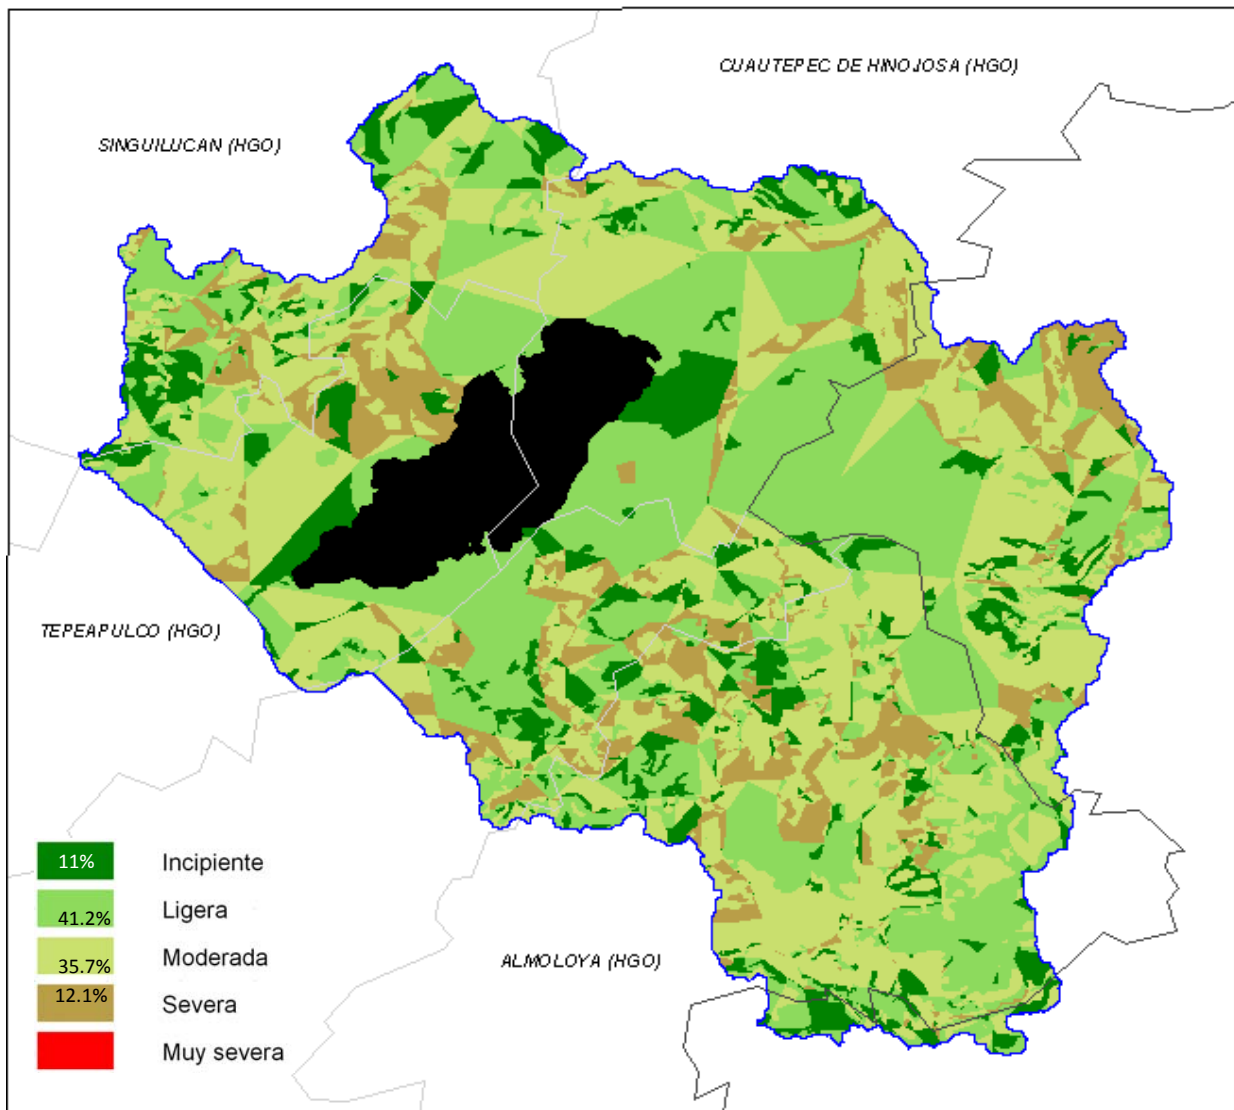 CUAUTEPEC DE HINOJOSA (HGO)
SINGUILUCAN (HGO)
TEPEAPULCO (HGO)
ALMOLOYA (HGO)
11% Incipiente
41.2% Ligera
35.7% Moderada
12.1% Severa
Muy severa